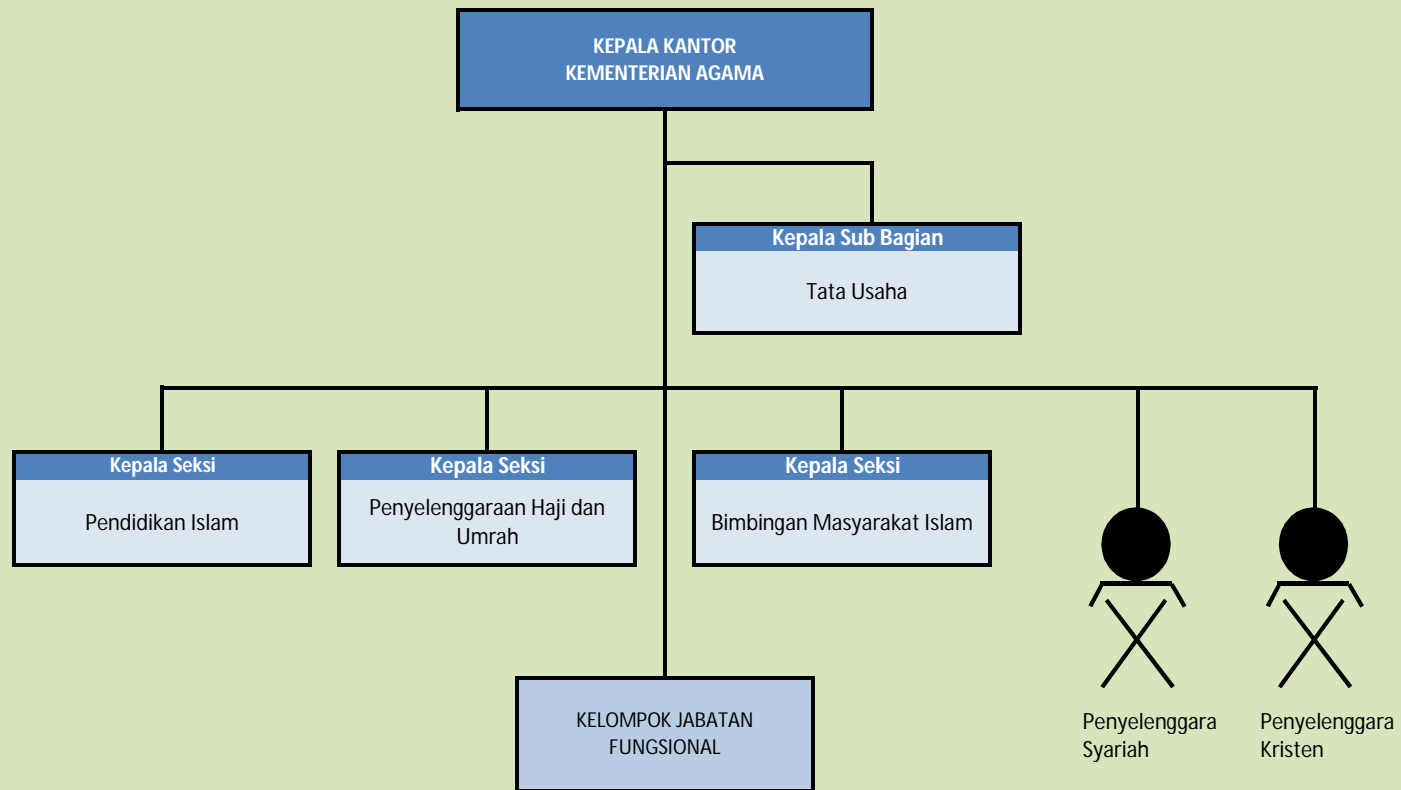 KEPALA KANTOR
KEMENTERIAN AGAMA
Kepala Sub Bagian
Tata Usaha
Kepala Seksi
Pendidikan Islam
Kepala Seksi
Penyelenggaraan Haji dan
Umrah
Kepala Seksi
Bimbingan Masyarakat Islam
Penyelenggara
Syariah
Penyelenggara
Kristen
KELOMPOK JABATAN
FUNGSIONAL